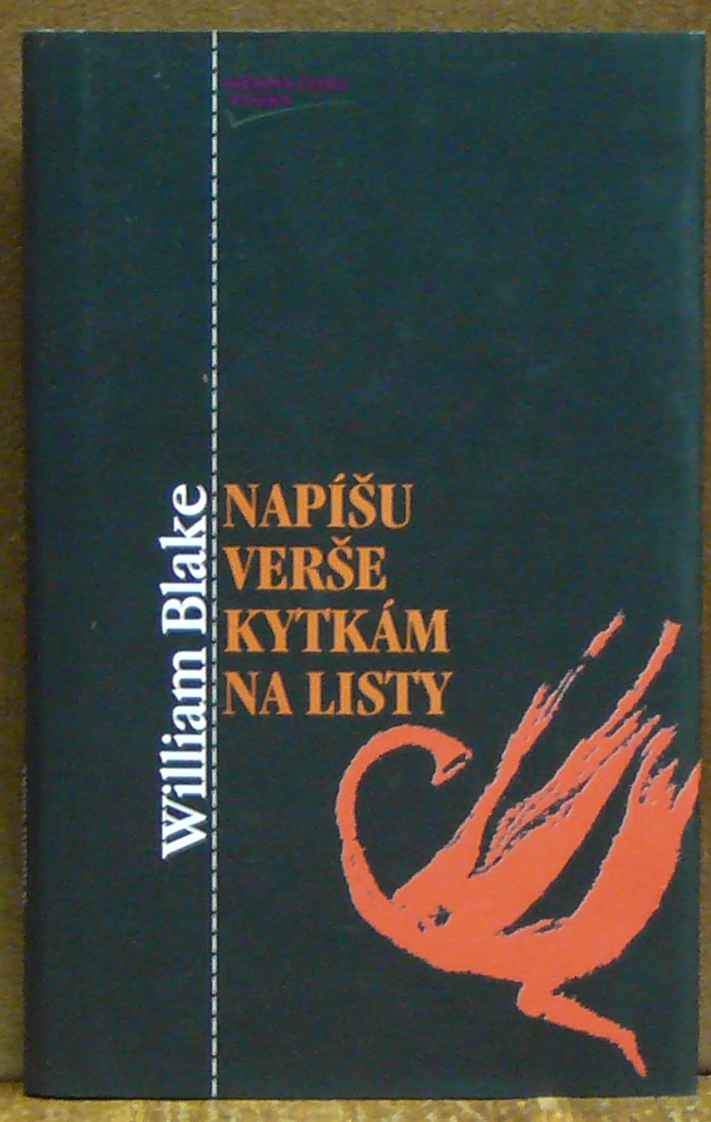 William Blake
NAPÍŠU
VERŠE
KYTKÁM
NA LISTY